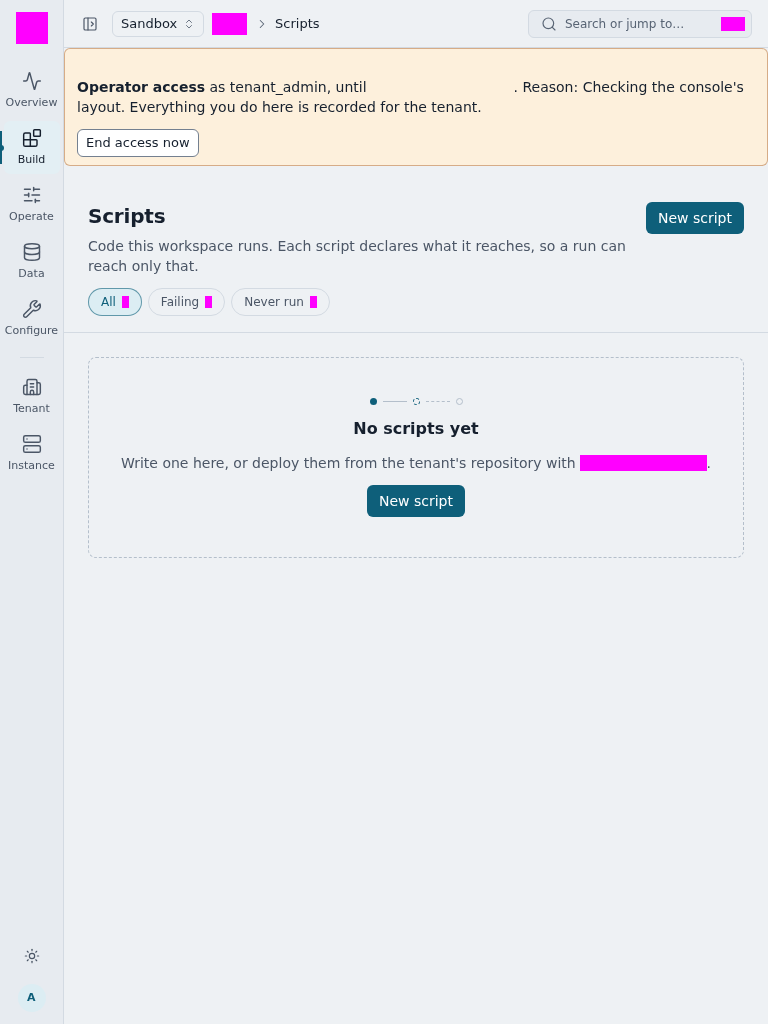 Sandbox
Scripts
Search or jump to…
Operator access as tenant_admin, until . Reason: Checking the console's
layout. Everything you do here is recorded for the tenant.
End access now
Overview
Build
Operate
Data
Configure
Tenant
Instance
A
Scripts
New script
Code this workspace runs. Each script declares what it reaches, so a run can
reach only that.
All
Failing
Never run
No scripts yet
Write one here, or deploy them from the tenant's repository with .
New script